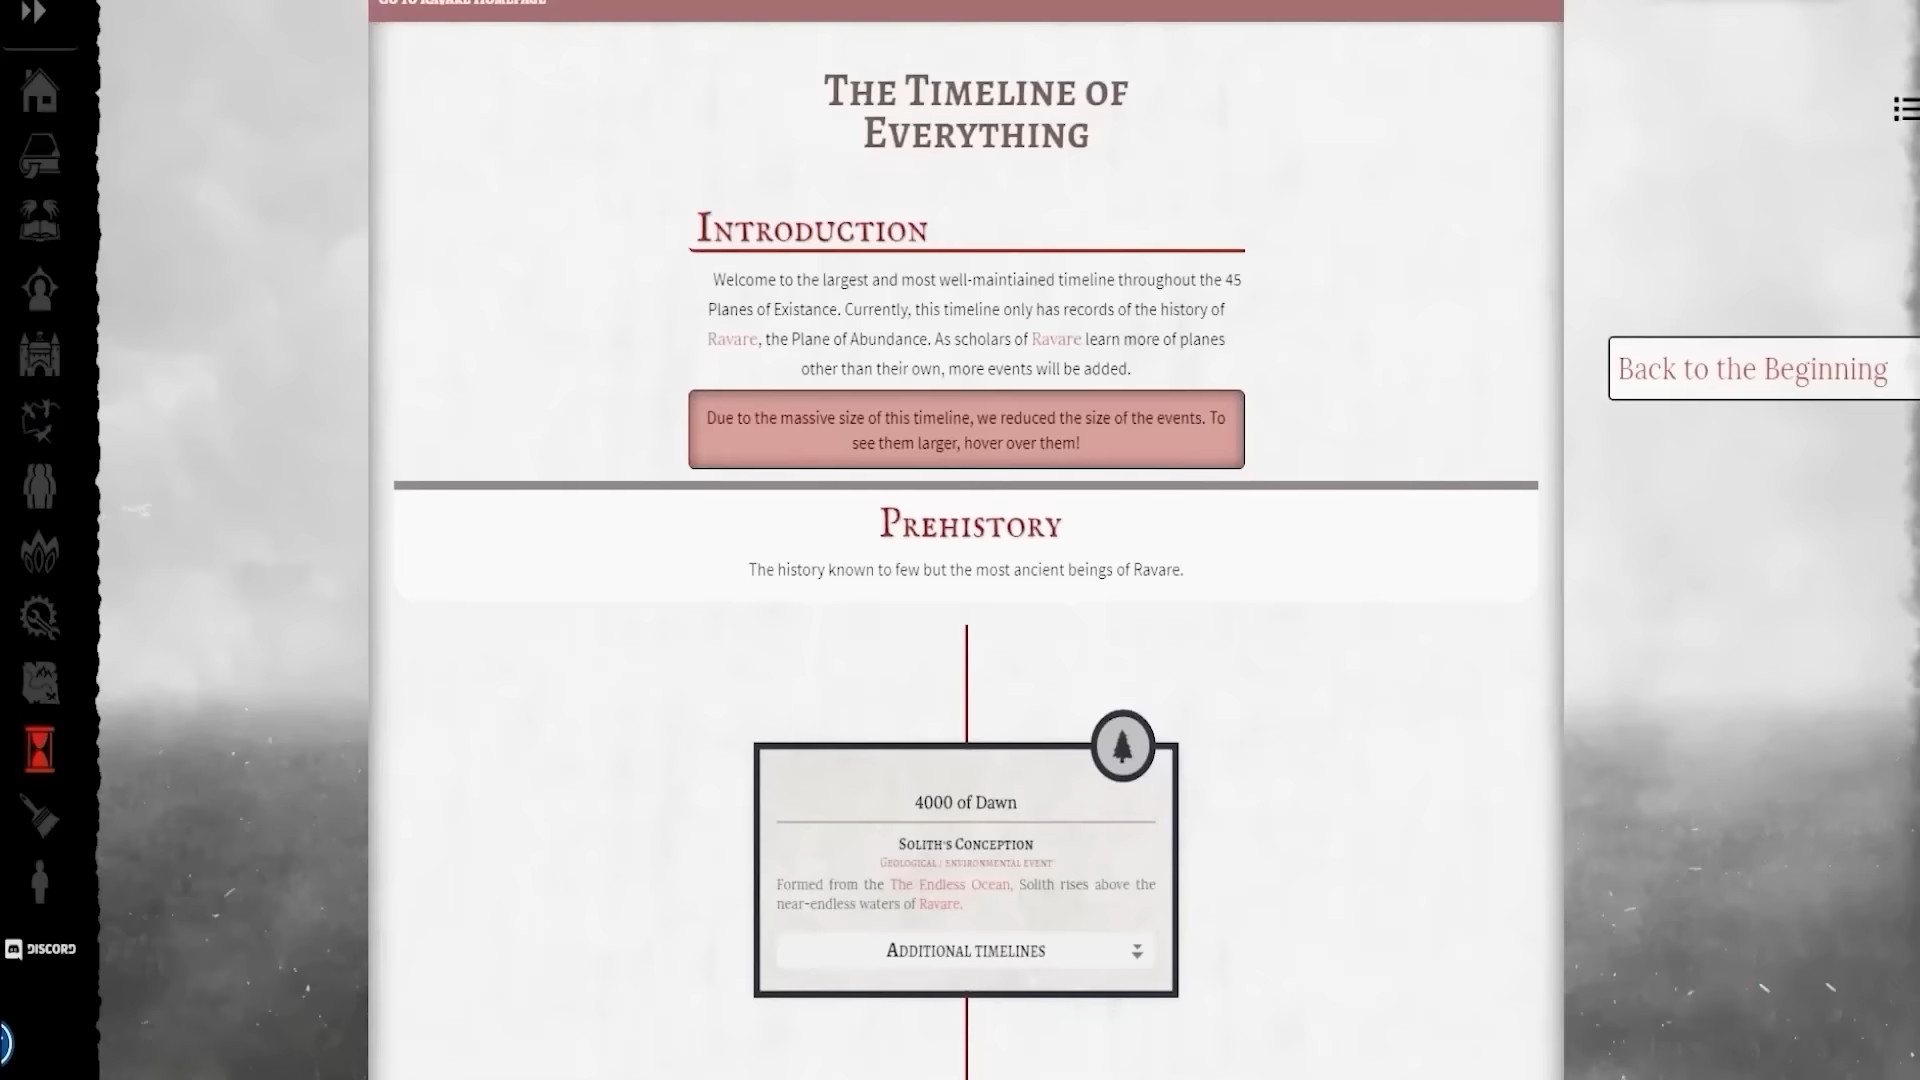 GO TO RAVARE HOMEPAGE
THE TIMELINE OF
EVERYTHING
INTRODUCTION
Welcome to the largest and most well-maintiained timeline throughout the 45
Planes of Existance. Currently, this timeline only has records of the history of
Ravare, the Plane of Abundance. As scholars of Ravare learn more of planes
other than their own, more events will be added.
Back to the Beginning
Due to the massive size of this timeline, we reduced the size of the events. To
see them larger, hover over them!
PREHISTORY
The history known to few but the most ancient beings of Ravare.
4000 of Dawn
SOLITH'S CONCEPTION
GEOLOGICAL / ENVIRONMENTAL EVENT
Formed from the The Endless Ocean, Solith rises above the
near-endless waters of Ravare.
ADDITIONAL TIMELINES
DISCORD